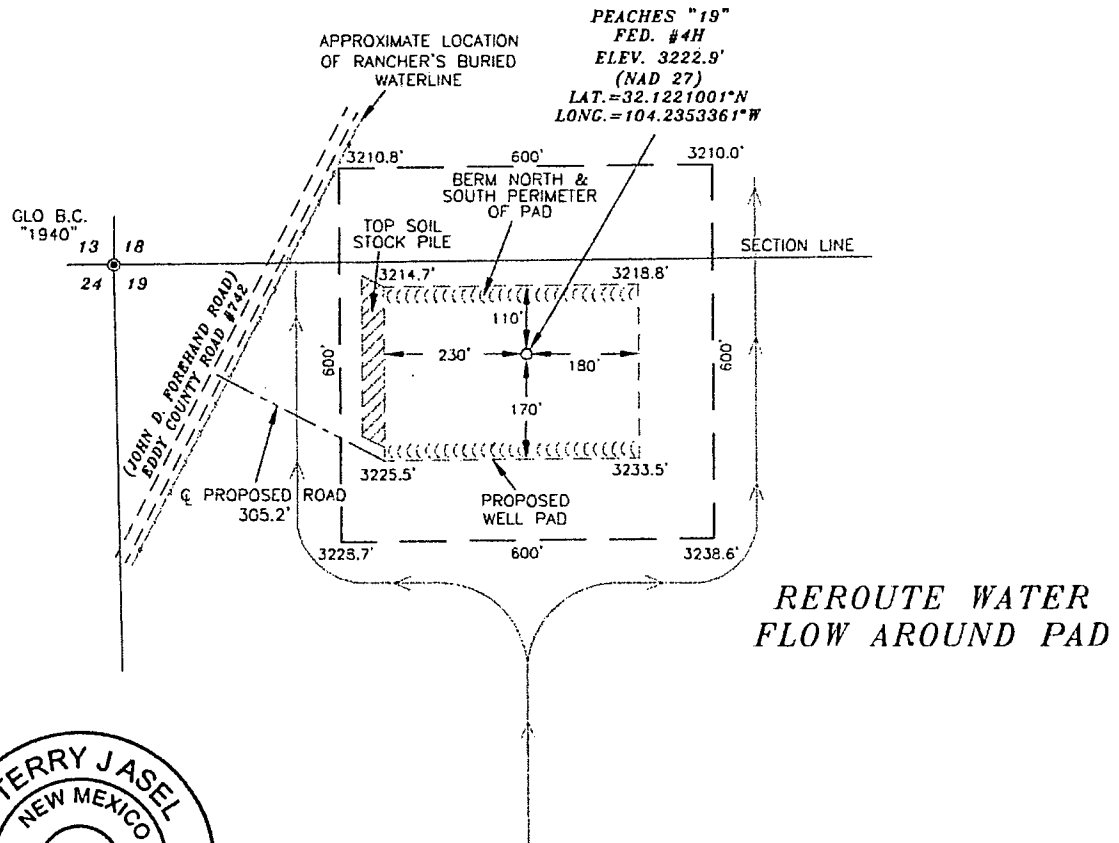 PEACHES "19"
FED. #4H
ELEV. 3222.9'
(NAD 27)
LAT.=32.1221001°N
LONG.=104.2353361°W
APPROXIMATE LOCATION
OF RANCHER'S BURIED
WATERLINE
3210.8'
600'
3210.0'
BERM NORTH &
SOUTH PERIMETER
OF PAD
GLO B.C.
"1940"
13 18
24 19
TOP SOIL
STOCK PILE
SECTION LINE
3214.7'
3218.8'
110'
(JOHN D. FOREHAND ROAD)
EDDY COUNTY ROAD #742
600'
230'
180'
600'
170'
3225.5'
3233.5'
℄ PROPOSED ROAD
305.2'
PROPOSED
WELL PAD
3228.7'
600'
3238.6'
REROUTE WATER
FLOW AROUND PAD
TERRY J ASEL
NEW MEXICO